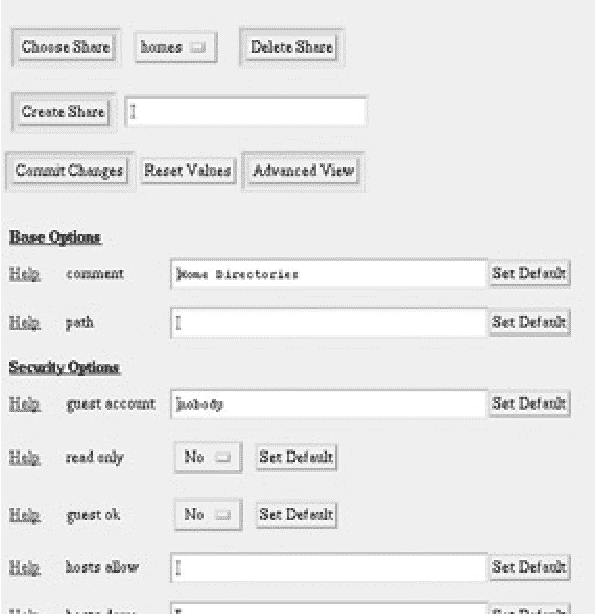 Choose Share homes Delete Share
Create Share
Commit Changes Reset Values Advanced View
Base Options
Help comment Home Directories Set Default
Help path Set Default
Security Options
Help guest account nobody Set Default
Help read only No Set Default
Help guest ok No Set Default
Help hosts allow Set Default